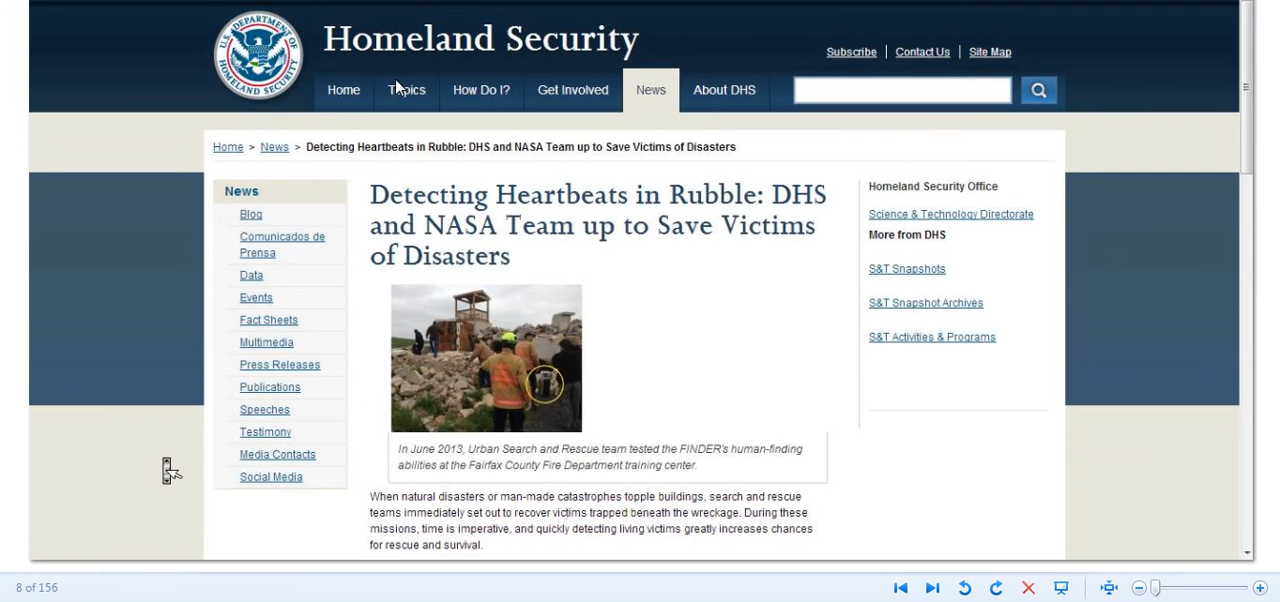 U.S. DEPARTMENT OF HOMELAND SECURITY
Homeland Security
Subscribe | Contact Us | Site Map
Home Topics How Do I? Get Involved News About DHS
Home > News > Detecting Heartbeats in Rubble: DHS and NASA Team up to Save Victims of Disasters
News
Blog
Comunicados de
Prensa
Data
Events
Fact Sheets
Multimedia
Press Releases
Publications
Speeches
Testimony
Media Contacts
Social Media
Detecting Heartbeats in Rubble: DHS
and NASA Team up to Save Victims
of Disasters
In June 2013, Urban Search and Rescue team tested the FINDER's human-finding
abilities at the Fairfax County Fire Department training center.
When natural disasters or man-made catastrophes topple buildings, search and rescue
teams immediately set out to recover victims trapped beneath the wreckage. During these
missions, time is imperative, and quickly detecting living victims greatly increases chances
for rescue and survival.
Homeland Security Office
Science & Technology Directorate
More from DHS
S&T Snapshots
S&T Snapshot Archives
S&T Activities & Programs
8 of 156